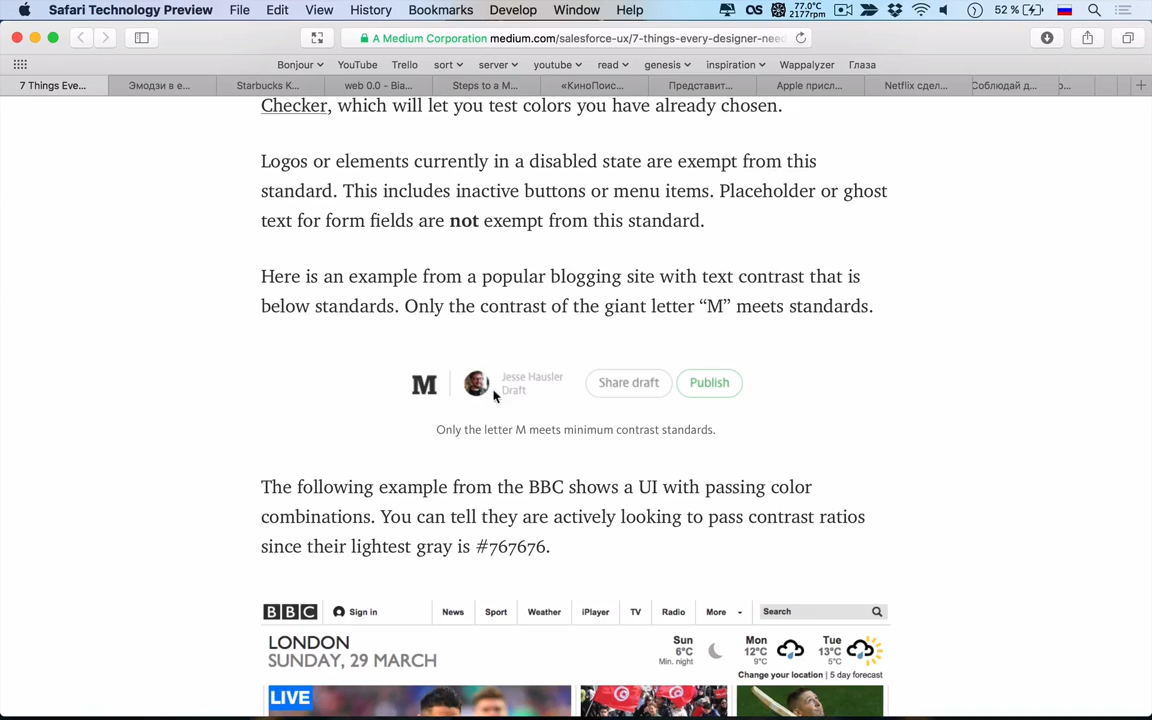 Safari Technology Preview File Edit View History Bookmarks Develop Window Help 77.0°C 2177rpm 52 %
A Medium Corporation medium.com/salesforce-ux/7-things-every-designer-need
Bonjour YouTube Trello sort server youtube read genesis inspiration Wappalyzer Глаза
7 Things Eve... Эмодзи в е... Starbucks K... web 0.0 - Bia... Steps to a M... «КиноПоис... Представит... Apple присл... Netflix сдел... Соблюдай д...
Checker, which will let you test colors you have already chosen.
Logos or elements currently in a disabled state are exempt from this
standard. This includes inactive buttons or menu items. Placeholder or ghost
text for form fields are not exempt from this standard.
Here is an example from a popular blogging site with text contrast that is
below standards. Only the contrast of the giant letter “M” meets standards.
M Jesse Hausler Share draft Publish
Draft
Only the letter M meets minimum contrast standards.
The following example from the BBC shows a UI with passing color
combinations. You can tell they are actively looking to pass contrast ratios
since their lightest gray is #767676.
BBC Sign in News Sport Weather iPlayer TV Radio More Search
LONDON Sun Mon Tue
SUNDAY, 29 MARCH 6°C 12°C 13°C
Min. night 9°C 5°C
Change your location | 5 day forecast
LIVE